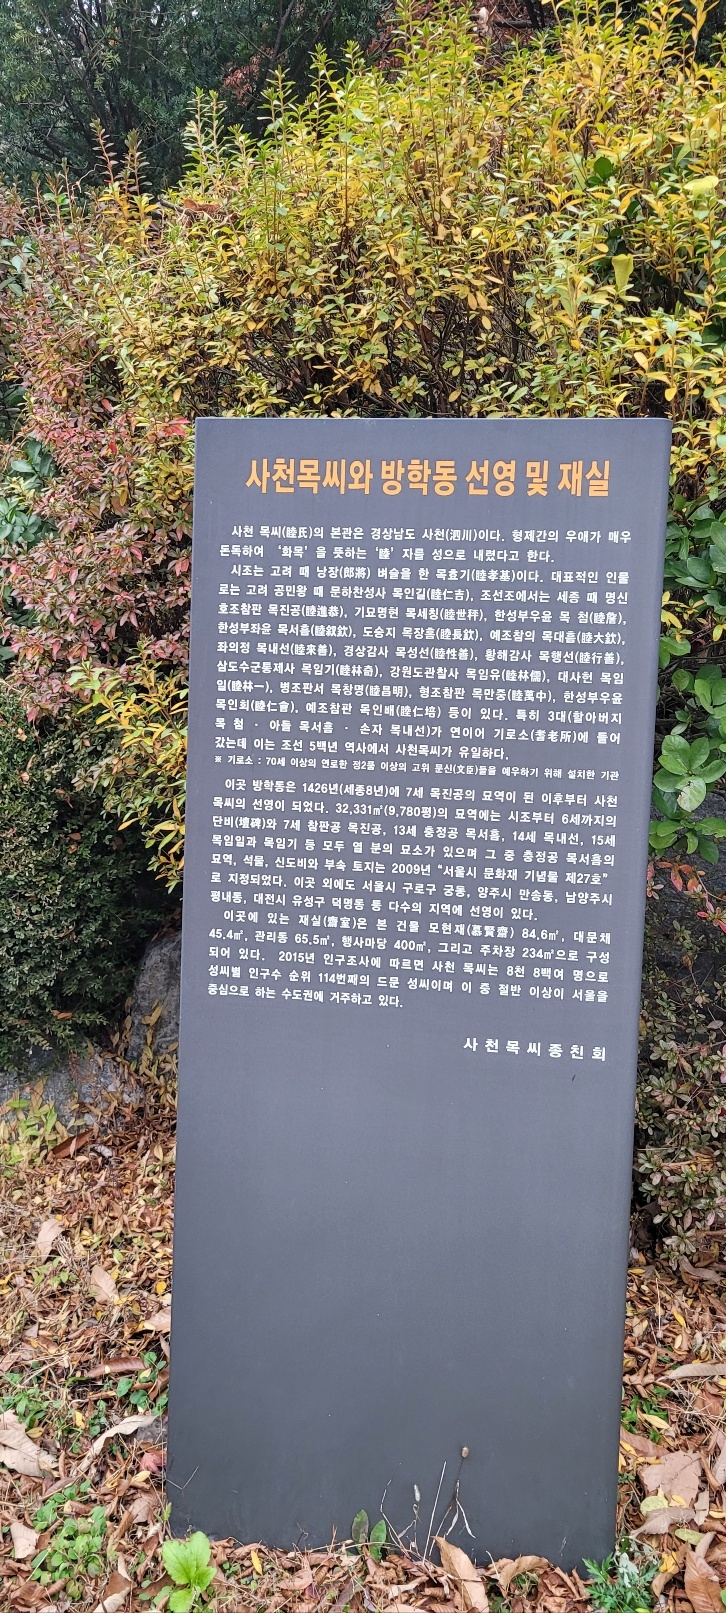 사천목씨와 방학동 선영 및 재실
사천 목씨(睦氏)의 본관은 경상남도 사천(泗川)이다. 형제간의 우애가 매우
돈독하여 ‘화목’을 뜻하는 ‘睦’자를 성으로 내렸다고 한다.
시조는 고려 때 낭장(郎將) 벼슬을 한 목효기(睦孝基)이다. 대표적인 인물
로는 고려 공민왕 때 문하찬성사 목인길(睦仁吉), 조선조에서는 세종 때 명신
호조참판 목진공(睦進恭), 기묘명현 목세칭(睦世秤), 한성부우윤 목 첨(睦詹),
한성부좌윤 목서흠(睦叙欽), 도승지 목장흠(睦長欽), 예조참의 목대흠(睦大欽),
좌의정 목내선(睦來善), 경상감사 목성선(睦性善), 황해감사 목행선(睦行善),
삼도수군통제사 목임기(睦林奇), 강원도관찰사 목임유(睦林儒), 대사헌 목임
일(睦林一), 병조판서 목창명(睦昌明), 형조참판 목만중(睦萬中), 한성부우윤
목인회(睦仁會), 예조참판 목인배(睦仁培) 등이 있다. 특히 3대(할아버지
목 첨 · 아들 목서흠 · 손자 목내선)가 연이어 기로소(耆老所)에 들어
갔는데 이는 조선 5백년 역사에서 사천목씨가 유일하다.
※ 기로소 : 70세 이상의 연로한 정2품 이상의 고위 문신(文臣)들을 예우하기 위해 설치한 기관
이곳 방학동은 1426년(세종8년)에 7세 목진공의 묘역이 된 이후부터 사천
목씨의 선영이 되었다. 32,331㎡(9,780평)의 묘역에는 시조부터 6세까지의
단비(壇碑)와 7세 참판공 목진공, 13세 충정공 목서흠, 14세 목내선, 15세
목임일과 목임기 등 모두 열 분의 묘소가 있으며 그 중 충정공 목서흠의
묘역, 석물, 신도비와 부속 토지는 2009년 “서울시 문화재 기념물 제27호”
로 지정되었다. 이곳 외에도 서울시 구로구 궁동, 양주시 만송동, 남양주시
평내동, 대전시 유성구 덕명동 등 다수의 지역에 선영이 있다.
이곳에 있는 재실(齋室)은 본 건물 모현재(慕賢齋) 84.6㎡, 대문채
45.4㎡, 관리동 65.5㎡, 행사마당 400㎡, 그리고 주차장 234㎡으로 구성
되어 있다. 2015년 인구조사에 따르면 사천 목씨는 8천 8백여 명으로
성씨별 인구수 순위 114번째의 드문 성씨이며 이 중 절반 이상이 서울을
중심으로 하는 수도권에 거주하고 있다.
사천목씨종친회